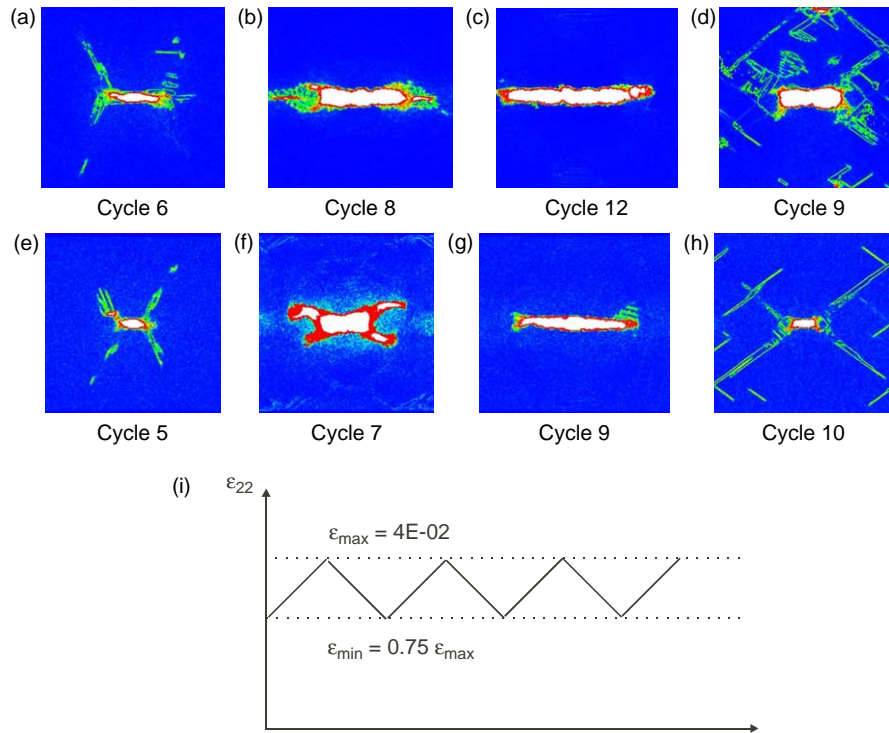 (a) (b) (c) (d)
Cycle 6 Cycle 8 Cycle 12 Cycle 9
(e) (f) (g) (h)
Cycle 5 Cycle 7 Cycle 9 Cycle 10
(i) ε22
εmax = 4E-02
εmin = 0.75 εmax